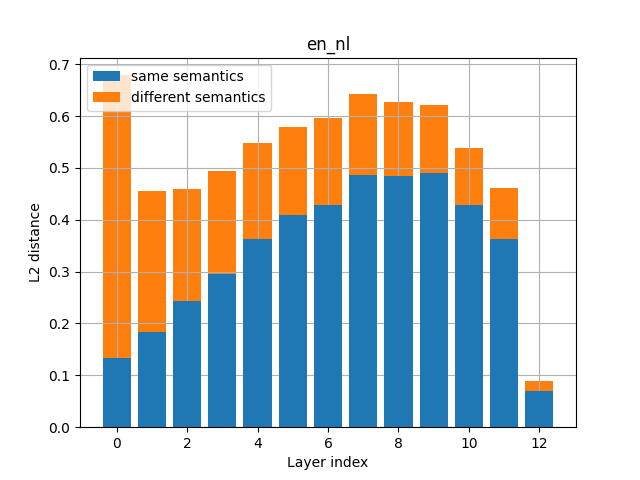 en_nl
same semantics
different semantics
L2 distance
0.7
0.6
0.5
0.4
0.3
0.2
0.1
0.0
0 2 4 6 8 10 12
Layer index